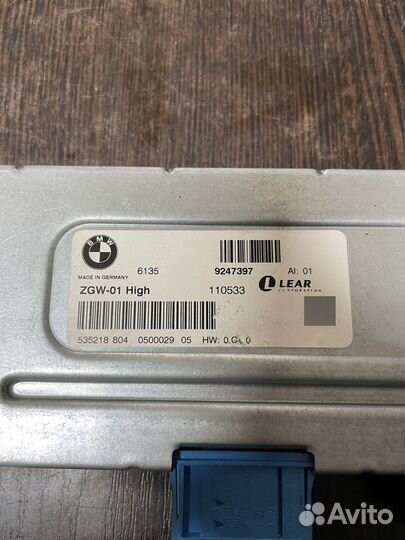 BMW
MADE IN GERMANY
6135 9247397 AI: 01
ZGW-01 High 110533 LEAR
CORPORATION
535218 804 0500029 05 HW: 0.C.0
Avito